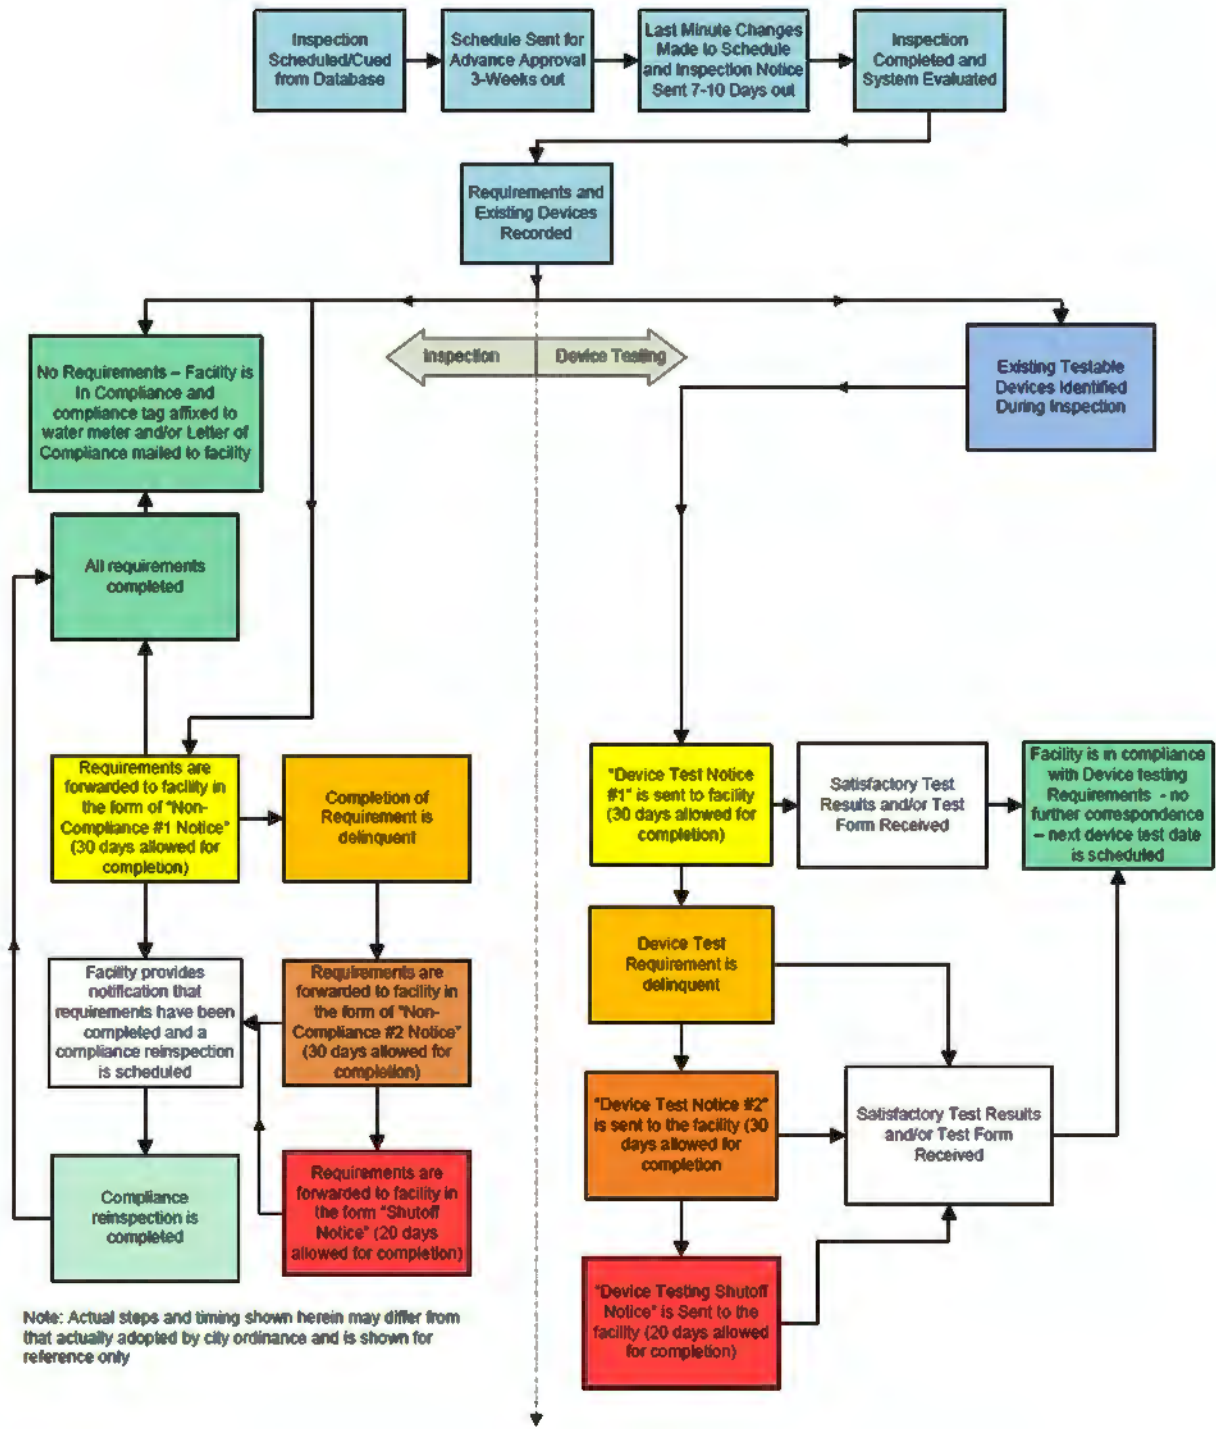 Inspection
Scheduled/Cued
from Database
Schedule Sent for
Advance Approval
3-Weeks out
Last Minute Changes
Made to Schedule
and Inspection Notice
Sent 7-10 Days out
Inspection
Completed and
System Evaluated
Requirements and
Existing Devices
Recorded
Inspection
Device Testing
No Requirements – Facility is
In Compliance and
compliance tag affixed to
water meter and/or Letter of
Compliance mailed to facility
Existing Testable
Devices Identified
During Inspection
All requirements
completed
Requirements are
forwarded to facility in
the form of "Non-
Compliance #1 Notice"
(30 days allowed for
completion)
Completion of
Requirement is
delinquent
"Device Test Notice
#1" is sent to facility
(30 days allowed for
completion)
Satisfactory Test
Results and/or Test
Form Received
Facility is in compliance
with Device testing
Requirements - no
further correspondence
– next device test date
is scheduled
Facility provides
notification that
requirements have been
completed and a
compliance reinspection
is scheduled
Requirements are
forwarded to facility in
the form of "Non-
Compliance #2 Notice"
(30 days allowed for
completion)
Device Test
Requirement is
delinquent
"Device Test Notice #2"
is sent to the facility (30
days allowed for
completion
Satisfactory Test Results
and/or Test Form
Received
Compliance
reinspection is
completed
Requirements are
forwarded to facility in
the form "Shutoff
Notice" (20 days
allowed for completion)
"Device Testing Shutoff
Notice" is Sent to the
facility (20 days allowed
for completion)
Note: Actual steps and timing shown herein may differ from
that actually adopted by city ordinance and is shown for
reference only